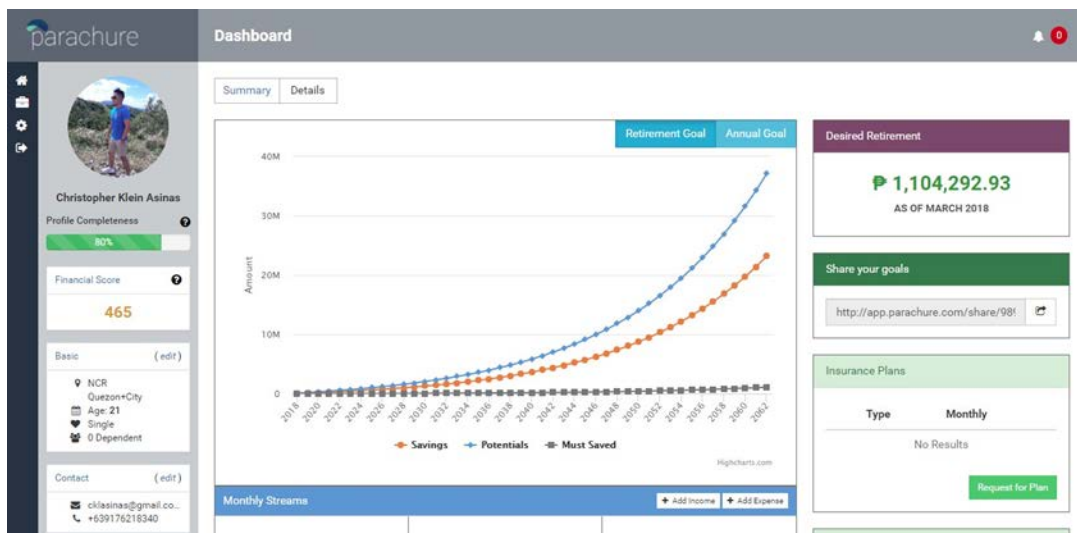 parachure
Dashboard
0
Summary
Details
Christopher Klein Asinas
Profile Completeness
80%
Financial Score
465
Basic
(edit)
NCR
Quezon+City
Age: 21
Single
0 Dependent
Contact
(edit)
cklasinas@gmail.co...
+639176218340
Retirement Goal
Annual Goal
Amount
40M
30M
20M
10M
0
2018
2020
2022
2024
2026
2028
2030
2032
2034
2036
2038
2040
2042
2044
2046
2048
2050
2052
2054
2056
2058
2060
2062
Savings
Potentials
Must Saved
Highcharts.com
Monthly Streams
+ Add Income
+ Add Expense
Desired Retirement
₱ 1,104,292.93
AS OF MARCH 2018
Share your goals
http://app.parachure.com/share/989
Insurance Plans
Type
Monthly
No Results
Request for Plan